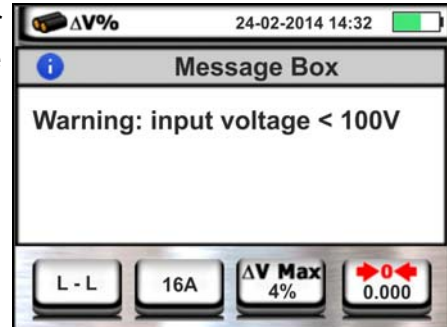 ΔV%
24-02-2014 14:32
Message Box
Warning: input voltage < 100V
L - L
16A
ΔV Max
4%
0
0.000